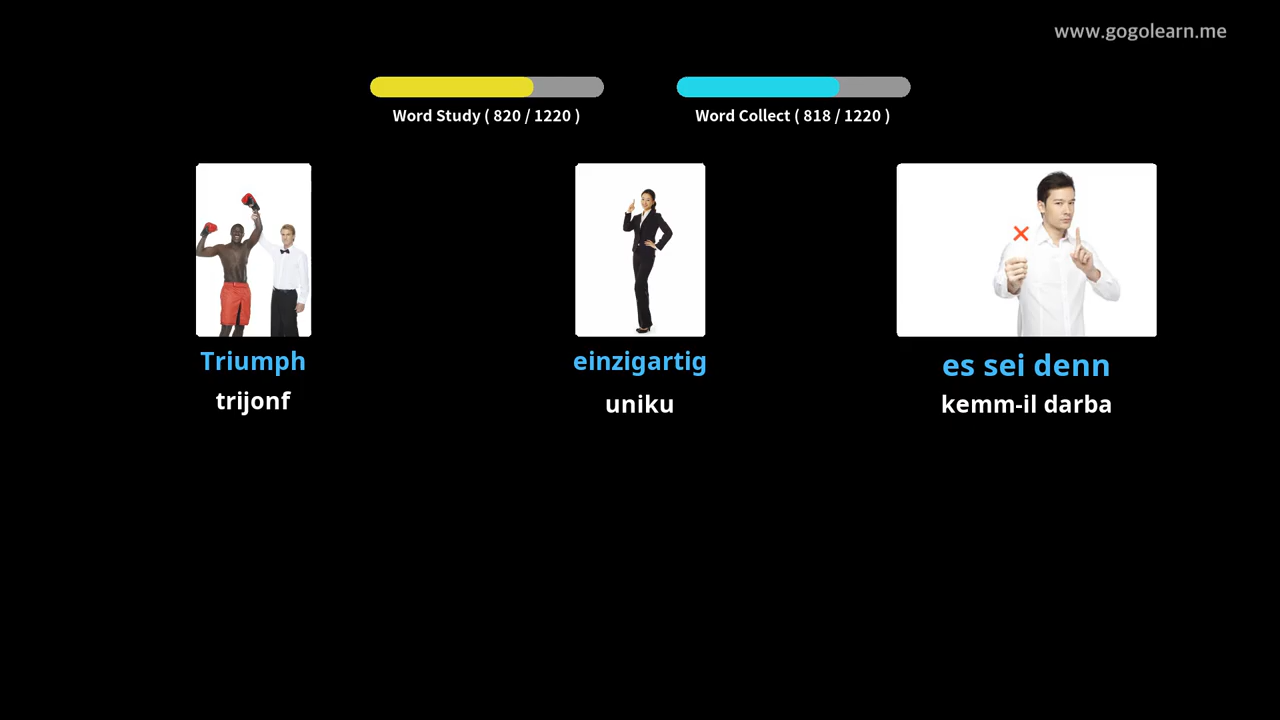 www.gogolearn.me
Word Study ( 820 / 1220 )
Word Collect ( 818 / 1220 )
Triumph
trijonf
einzigartig
uniku
es sei denn
kemm-il darba